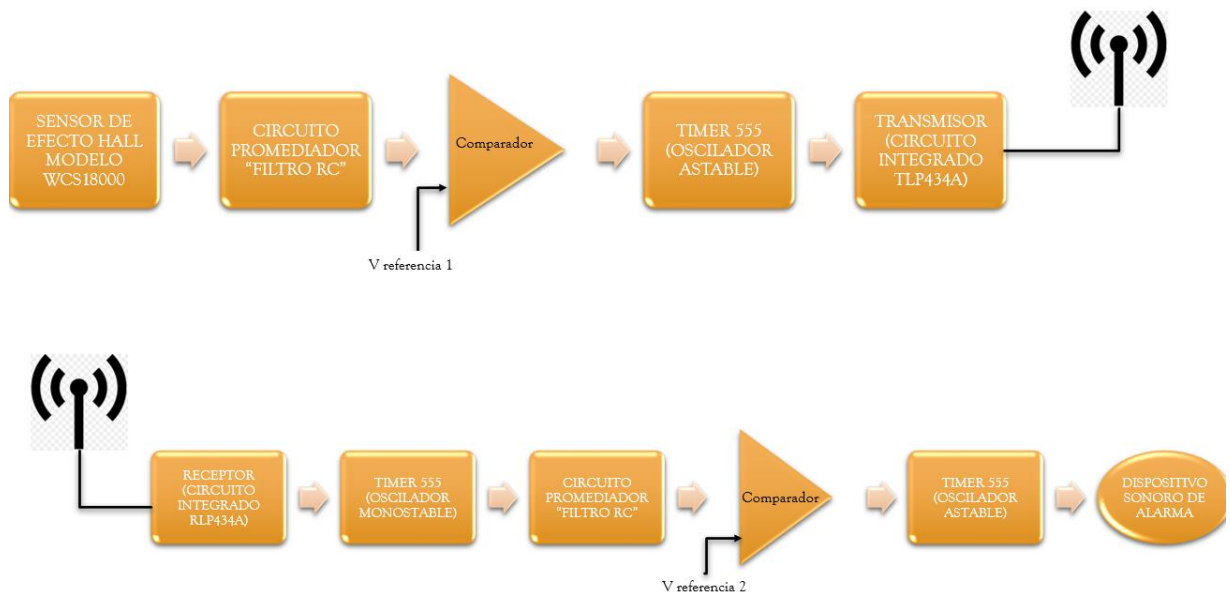 SENSOR DE
EFECTO HALL
MODELO
WCS18000
CIRCUITO
PROMEDIADOR
“FILTRO RC”
Comparador
V referencia 1
TIMER 555
(OSCILADOR
ASTABLE)
TRANSMISOR
(CIRCUITO
INTEGRADO
TLP434A)
RECEPTOR
(CIRCUITO
INTEGRADO
RLP434A)
TIMER 555
(OSCILADOR
MONOSTABLE)
CIRCUITO
PROMEDIADOR
“FILTRO RC”
Comparador
V referencia 2
TIMER 555
(OSCILADOR
ASTABLE)
DISPOSITIVO
SONORO DE
ALARMA